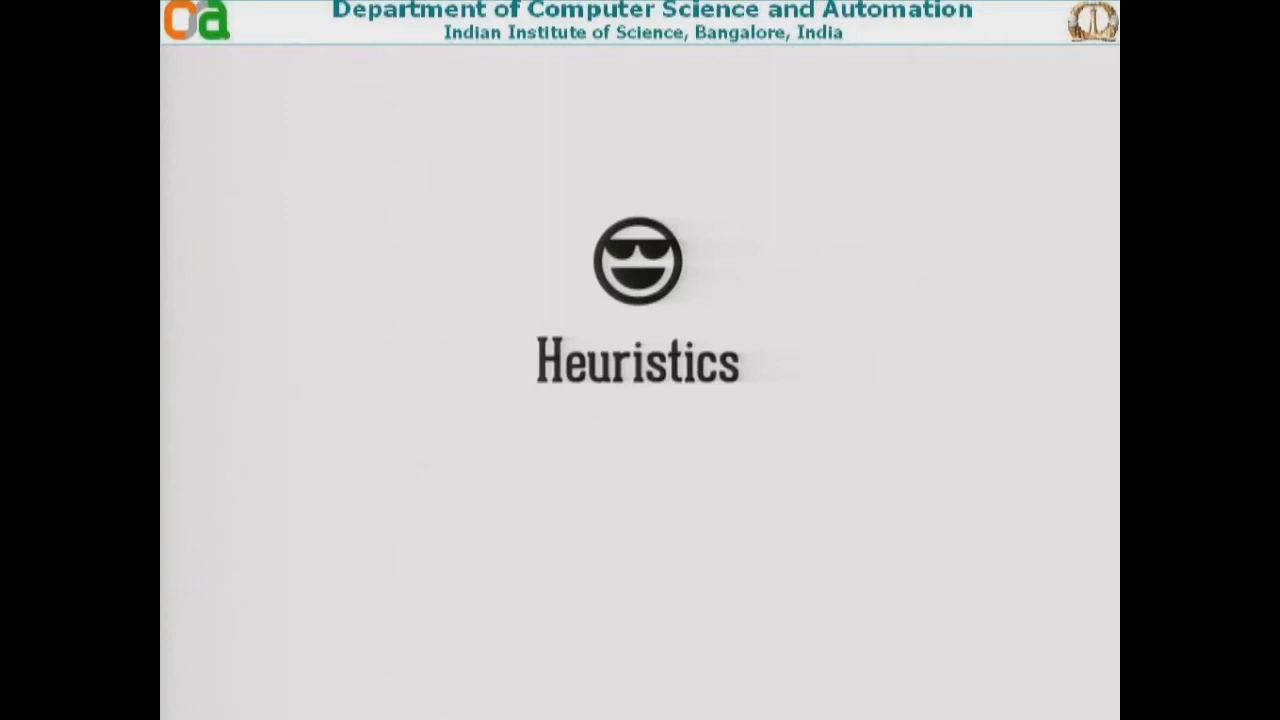 Department of Computer Science and Automation
Indian Institute of Science, Bangalore, India
Heuristics